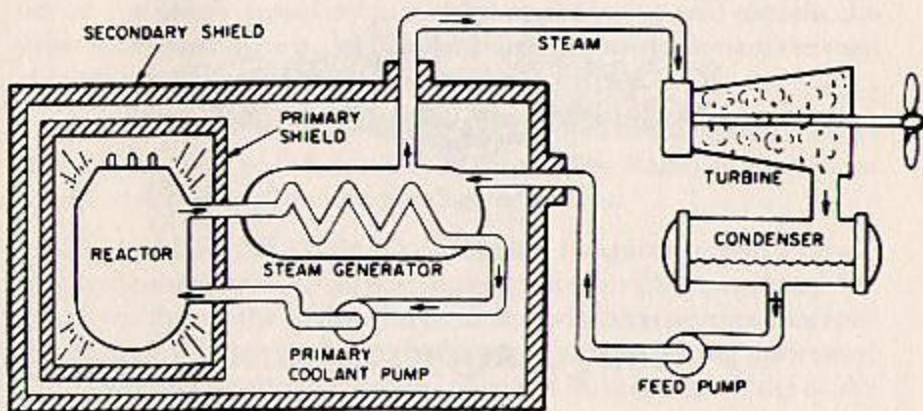 SECONDARY SHIELD
STEAM
PRIMARY
SHIELD
TURBINE
REACTOR
STEAM GENERATOR
CONDENSER
PRIMARY
COOLANT PUMP
FEED PUMP